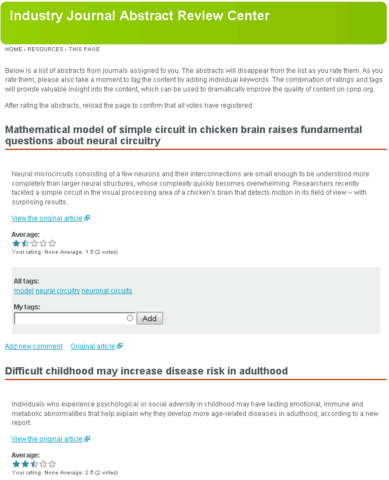 Industry Journal Abstract Review Center
HOME › RESOURCES › THIS PAGE
Below is a list of abstracts from journals assigned to you. The abstracts will disappear from the list as you rate them. As you
rate them, please also take a moment to tag the content by adding individual keywords. The combination of ratings and tags
will provide valuable insight into the content, which can be used to dramatically improve the quality of content on cpnp.org.
After rating the abstracts, reload the page to confirm that all votes have registered.
Mathematical model of simple circuit in chicken brain raises fundamental
questions about neural circuitry
Neural microcircuits consisting of a few neurons and their interconnections are small enough to be understood more
completely than larger neural structures, whose complexity quickly becomes overwhelming. Researchers recently
tackled a simple circuit in the visual processing area of a chicken's brain that detects motion in its field of view -- with
surprising results.
View the original article
Average:
Your rating: None Average: 1.5 (2 votes)
All tags:
model neural circuitry neuronal circuits
My tags:
Add
Add new comment Original article
Difficult childhood may increase disease risk in adulthood
Individuals who experience psychological or social adversity in childhood may have lasting emotional, immune and
metabolic abnormalities that help explain why they develop more age-related diseases in adulthood, according to a new
report.
View the original article
Average:
Your rating: None Average: 2.5 (2 votes)